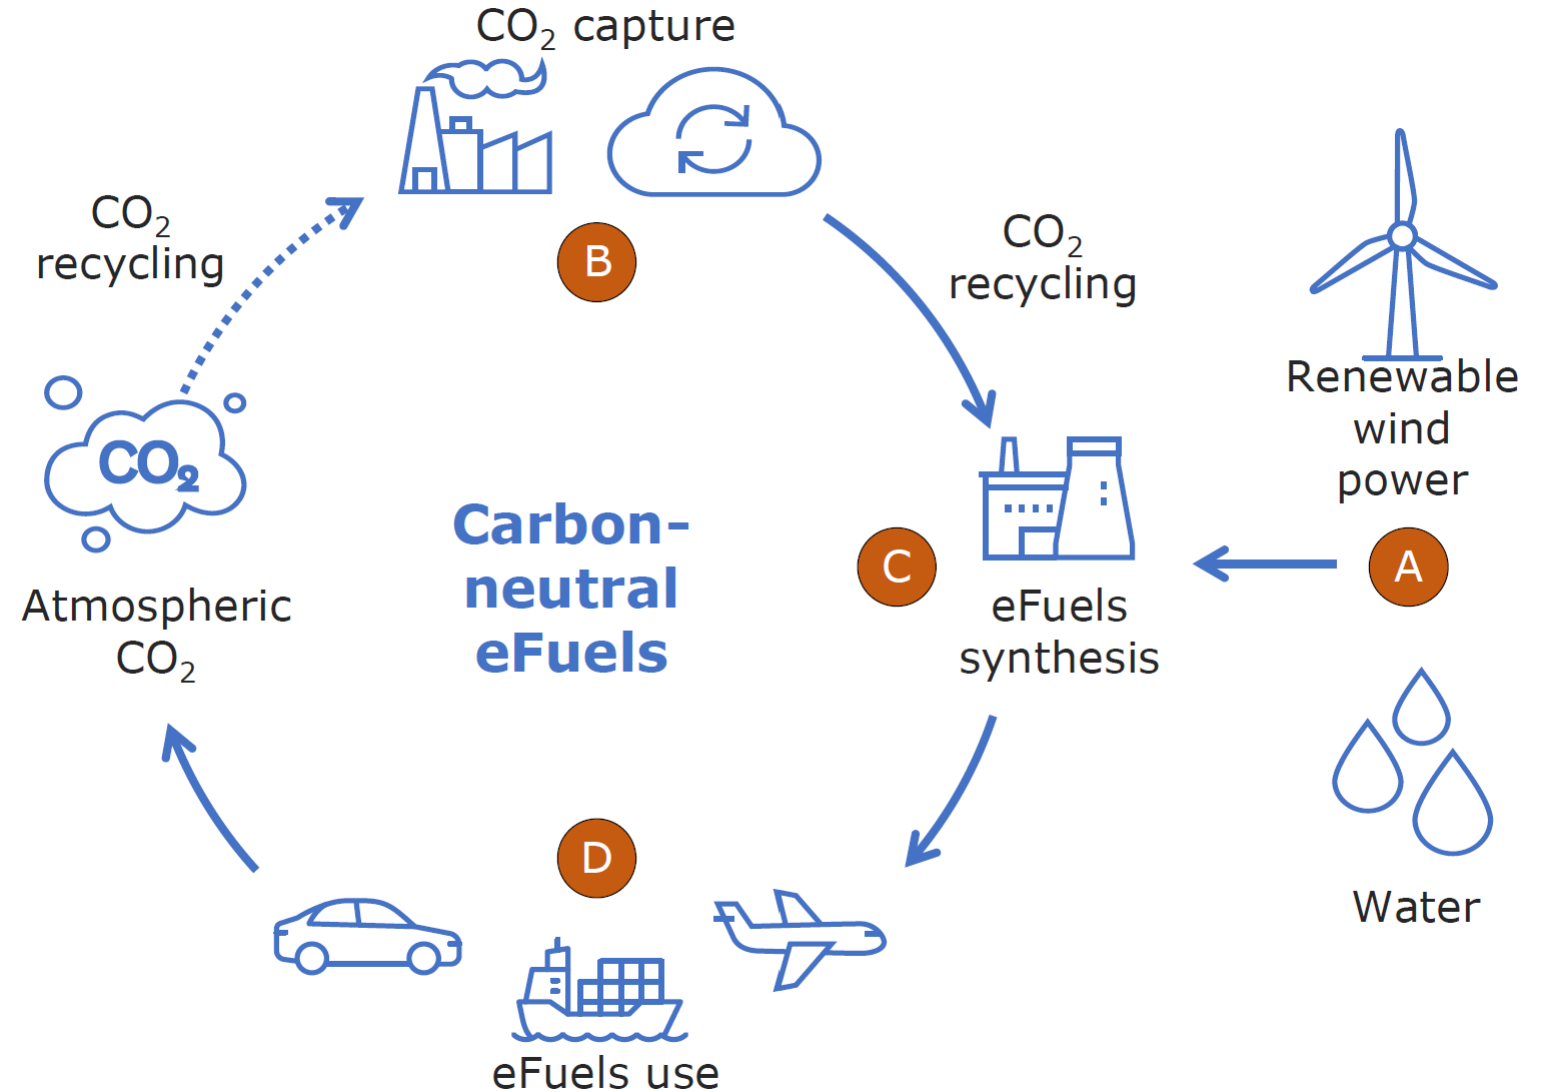 CO₂ capture
B
CO₂
recycling
CO₂
recycling
Renewable
wind
power
A
C
eFuels
synthesis
CO₂
Atmospheric
CO₂
Carbon-
neutral
eFuels
Water
D
eFuels use